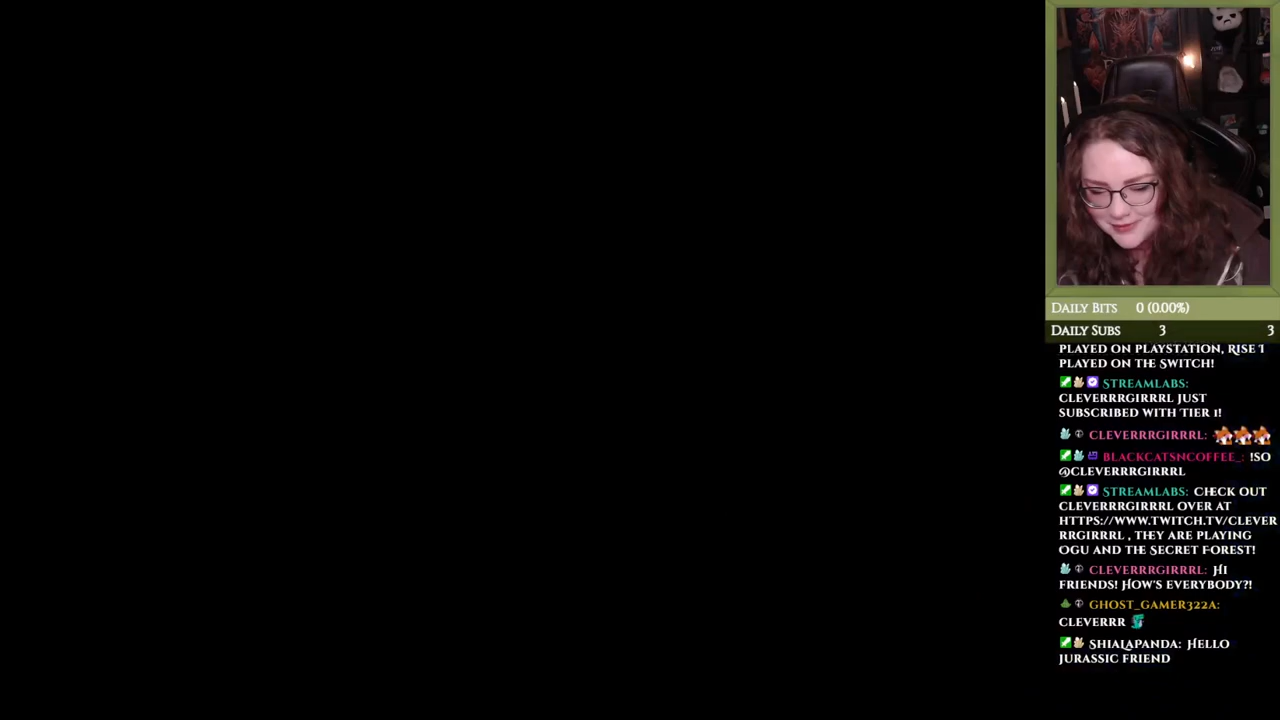 Daily Bits 0 (0.00%)
Daily Subs 3 3
played on PlayStation, Rise I
played on the Switch!
Streamlabs:
cleverrrgirrrl just
subscribed with Tier 1!
cleverrrgirrrl:
blackcatsncoffee_: !so
@cleverrrgirrrl
Streamlabs: Check out
cleverrrgirrrl over at
https://www.twitch.tv/clever
rrgirrrl , they are playing
Ogu and the Secret Forest!
cleverrrgirrrl: Hi
friends! How's everybody?!
ghost_gamer322a:
cleverrr
ShiaLaPanda: Hello
Jurassic friend